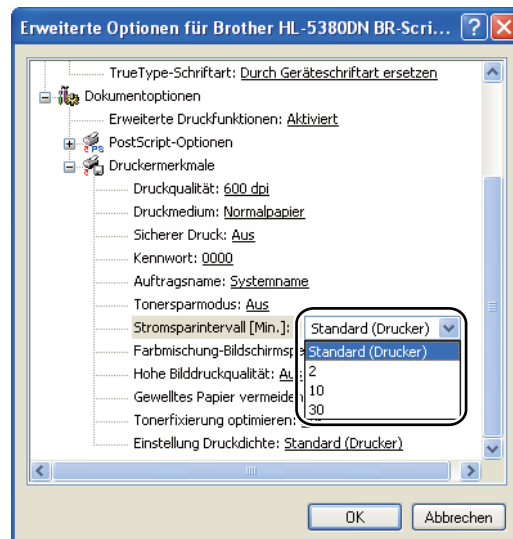 Erweiterte Optionen für Brother HL-5380DN BR-Scri...
TrueType-Schriftart: Durch Geräteschriftart ersetzen
Dokumentoptionen
Erweiterte Druckfunktionen: Aktiviert
PostScript-Optionen
Druckermerkmale
Druckqualität: 600 dpi
Druckmedium: Normalpapier
Sicherer Druck: Aus
Kennwort: 0000
Auftragsname: Systemname
Tonersparmodus: Aus
Stromsparintervall [Min.]: Standard (Drucker)
Farbmischung-Bildschirmspe
Standard (Drucker)
Hohe Bilddruckqualität: Au
2
Gewelltes Papier vermeiden
10
Tonerfixierung optimieren:
30
Einstellung Druckdichte: Standard (Drucker)
OK
Abbrechen